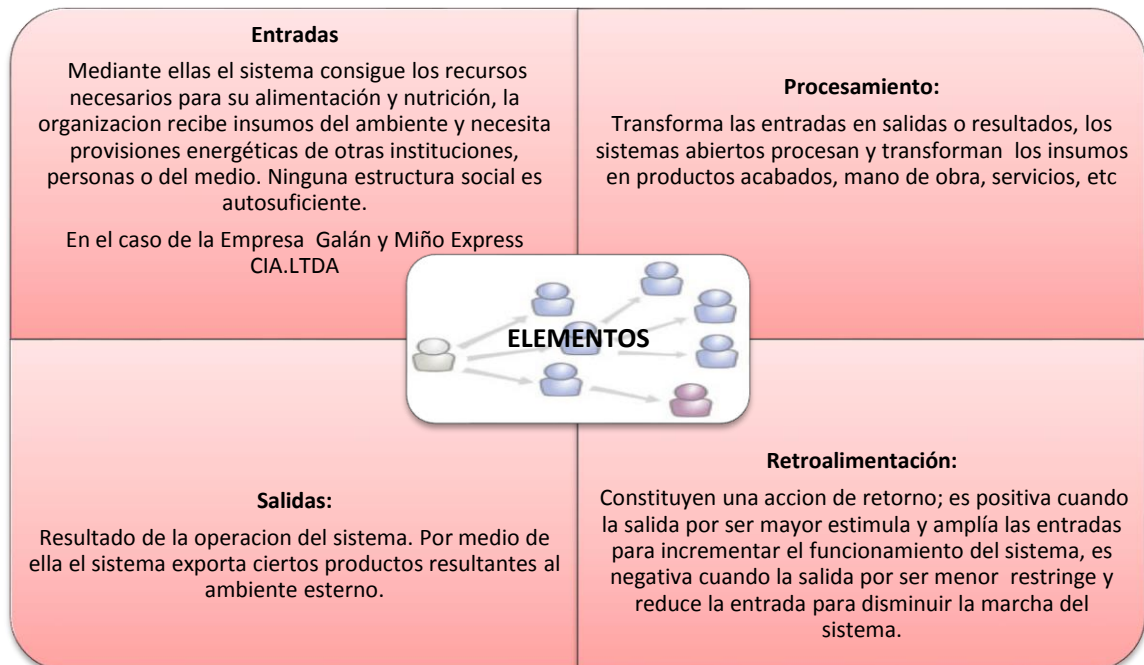 Entradas
Mediante ellas el sistema consigue los recursos
necesarios para su alimentación y nutrición, la
organizacion recibe insumos del ambiente y necesita
provisiones energéticas de otras instituciones,
personas o del medio. Ninguna estructura social es
autosuficiente.
En el caso de la Empresa Galán y Miño Express
CIA.LTDA
Procesamiento:
Transforma las entradas en salidas o resultados, los
sistemas abiertos procesan y transforman los insumos
en productos acabados, mano de obra, servicios, etc
ELEMENTOS
Salidas:
Resultado de la operacion del sistema. Por medio de
ella el sistema exporta ciertos productos resultantes al
ambiente esterno.
Retroalimentación:
Constituyen una accion de retorno; es positiva cuando
la salida por ser mayor estimula y amplía las entradas
para incrementar el funcionamiento del sistema, es
negativa cuando la salida por ser menor restringe y
reduce la entrada para disminuir la marcha del
sistema.